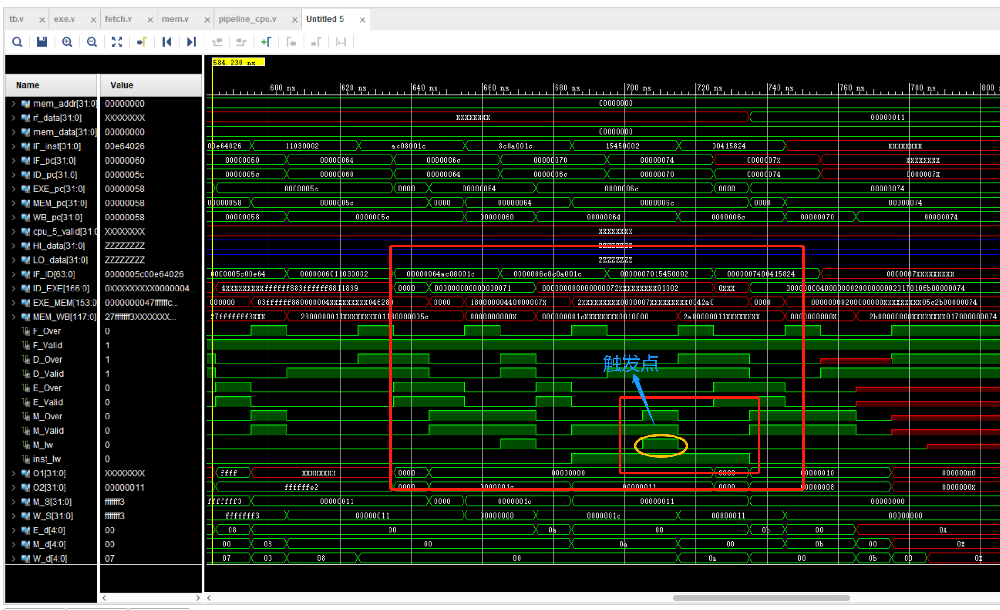 tb.v exe.v fetch.v mem.v pipeline_cpu.v Untitled 5
584.230 ns
Name Value
600 ns 620 ns 640 ns 660 ns 680 ns 700 ns 720 ns 740 ns 760 ns 780 ns 800
mem_addr[31:0] 00000000 00000000
rf_data[31:0] XXXXXXXX XXXXXXXX 00000011
mem_data[31:0] 00000000 00000000
IF_inst[31:0] 00e64026 00e64026 11030002 ac08001c 8c0a001c 15450002 00415824 XXXXXXXX
IF_pc[31:0] 00000060 00000060 00000064 0000006c 00000070 00000074 0000007X XXXXXXXX
ID_pc[31:0] 0000005c 0000005c 00000060 00000064 0000006c 00000070 00000074 0000007X
EXE_pc[31:0] 00000058 0000005c 0000 00000064 0000006c 0000 00000074
MEM_pc[31:0] 00000058 00000058 0000005c 0000 00000064 0000006c 0000 00000074
WB_pc[31:0] 00000058 00000058 0000005c 00000060 00000064 0000006c 00000070 00000074
cpu_5_valid[31:0 XXXXXXXX XXXXXXXX
HI_data[31:0] ZZZZZZZZ ZZZZZZZZ
LO_data[31:0] ZZZZZZZZ ZZZZZZZZ
IF_ID[63:0] 0000005c00e64026 0000005c00e64 0000006011030002 00000064ac08001c 0000006c8c0a001c 0000007015450002 0000007400415824 0000007XXXXXXXXX
ID_EXE[166:0] 0XXXXXXXXX0000004... 4XXXXXXXXXffffff883ffffff8811839 0000 000000000000000071 000000000000000072XXXXXXXXX01002 0XXX 00000000400000000200000000020170106b00000074
EXE_MEM[153:0 0000000047ffffffc... 000000 03ffffff880000004XXXXXXXXX046280 0000 18000000440000007X 2XXXXXXXXX0000007XXXXXXXXX0042a0 0000 00000000200000000XXXXXXXXX05c2b00000074
MEM_WB[117:0] 27fffffff3XXXXXXX... 27fffffff3XXX 2800000011XXXXXXXX01180000005c 0000000000X 000000001cXXXXXXXX0010000 2a00000011XXXXXXXX 0000000000X 2b00000000XXXXXXXX017000000074
F_Over 0
F_Valid 1
D_Over 1
触发点
D_Valid 1
E_Over 0
E_Valid 0
M_Over 0
M_Valid 0
M_lw 0
inst_lw 0
O1[31:0] XXXXXXXX ffff XXXXXXXX 0000 00000000 0000 00000010 000000X0
O2[31:0] 00000011 ffffffe2 0000 0000001c 00000011 0000 00000008 0000000X
M_S[31:0] fffffff3 fffffff3 00000011 0000 0000001c 00000011 00000000
W_S[31:0] fffffff3 fffffff3 00000011 00000000 0000001c 00000011 00000000
E_d[4:0] 00 08 00 0a 00 0b 00 0X
M_d[4:0] 00 00 08 00 0a 00 0b 00 0X
W_d[4:0] 07 07 00 08 00 0a 00 0b 00 0X